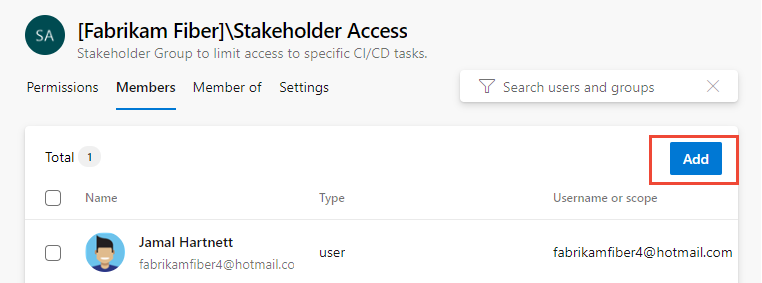 SA
[Fabrikam Fiber]\Stakeholder Access
Stakeholder Group to limit access to specific CI/CD tasks.
Permissions Members Member of Settings
Search users and groups
Total 1
Add
Name Type Username or scope
Jamal Hartnett
fabrikamfiber4@hotmail.co
user
fabrikamfiber4@hotmail.com